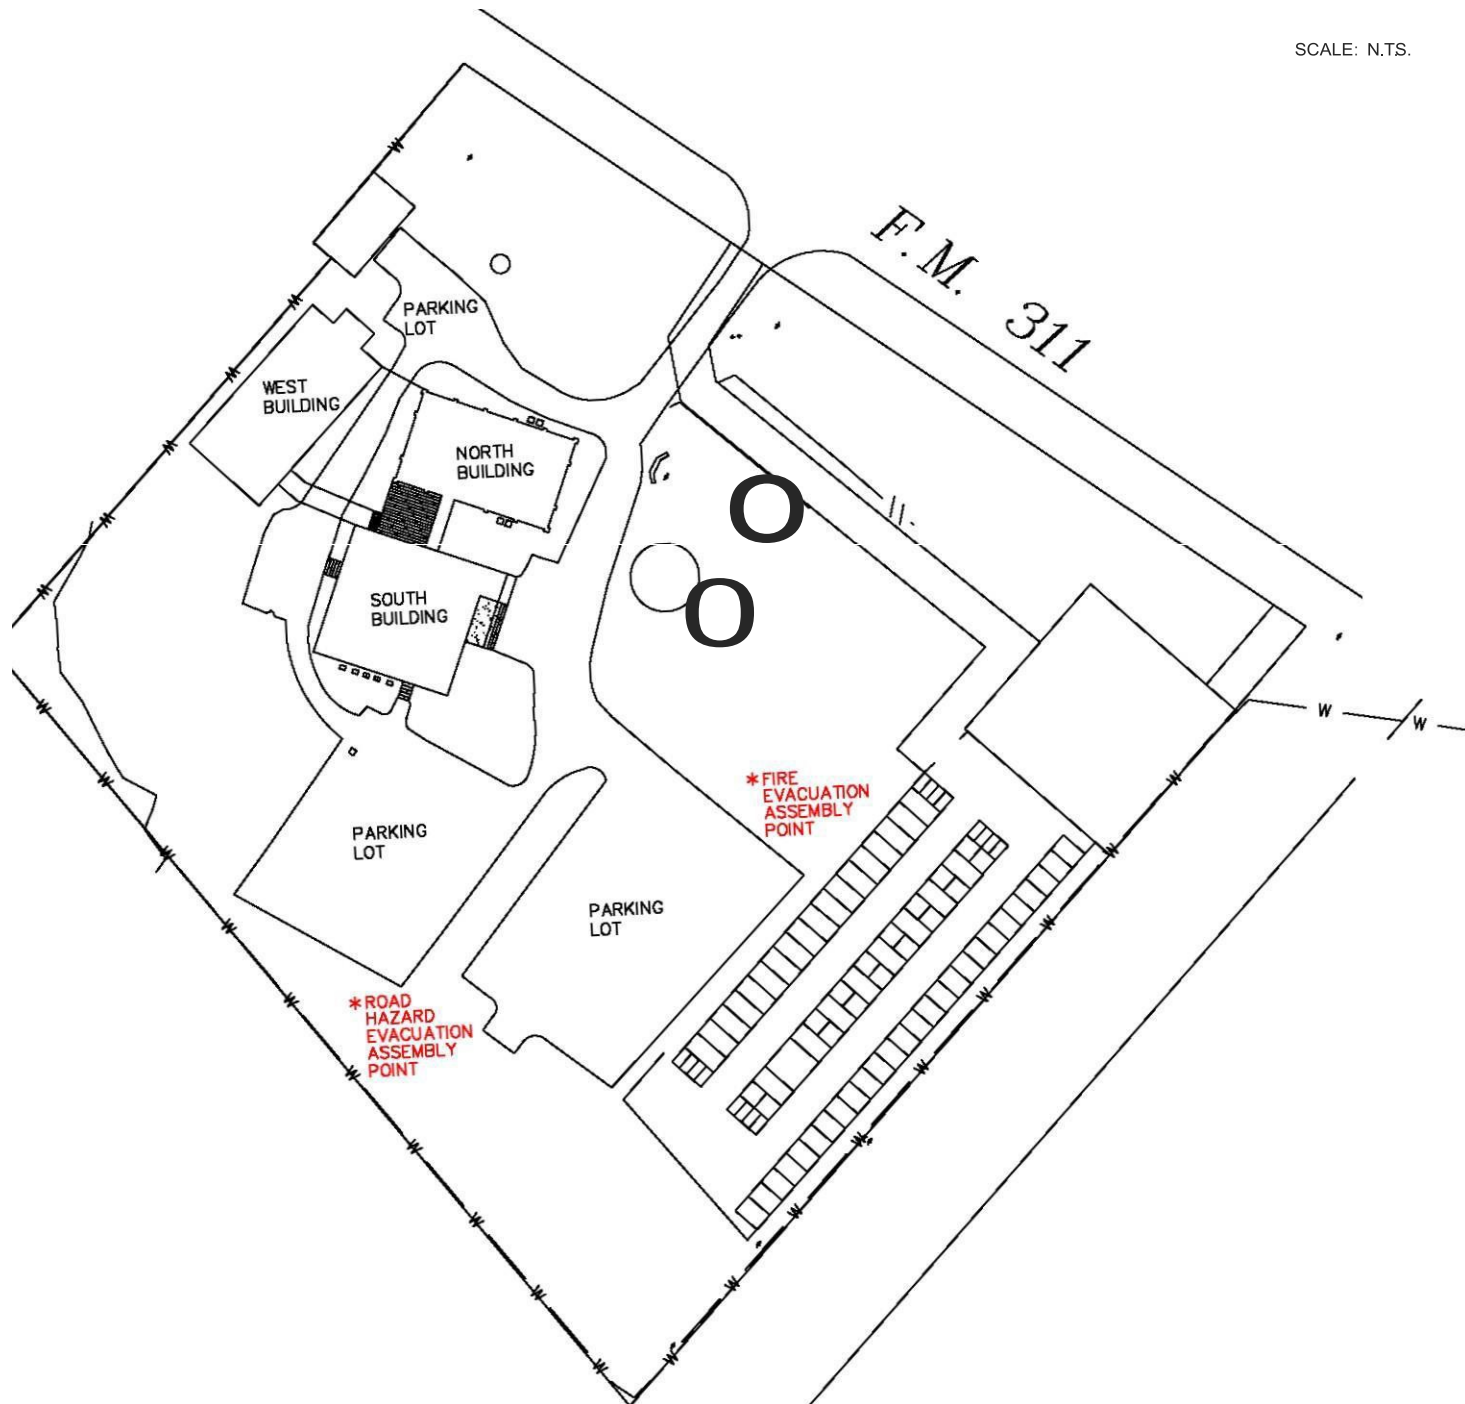 SCALE: N.T.S.
F. M. 311
PARKING
LOT
WEST
BUILDING
NORTH
BUILDING
O
SOUTH
BUILDING
O
W
W
*FIRE
EVACUATION
ASSEMBLY
POINT
PARKING
LOT
PARKING
LOT
*ROAD
HAZARD
EVACUATION
ASSEMBLY
POINT